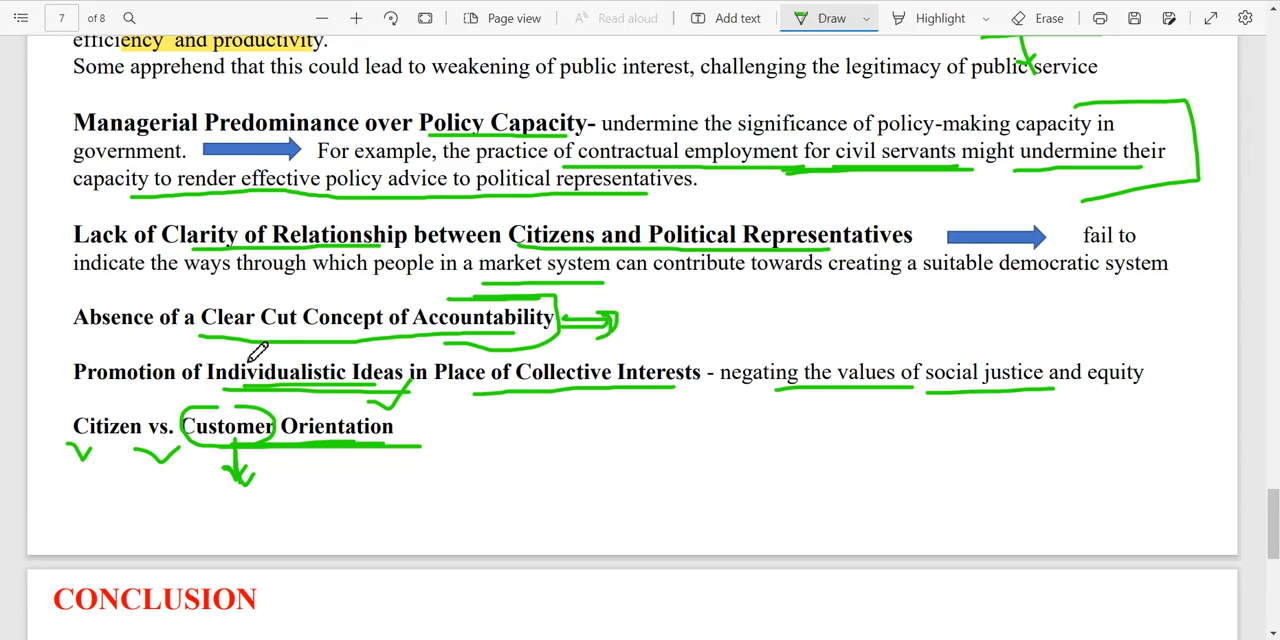 7 of 8 Page view Read aloud Add text Draw Highlight Erase
efficiency and productivity.
Some apprehend that this could lead to weakening of public interest, challenging the legitimacy of public service
Managerial Predominance over Policy Capacity- undermine the significance of policy-making capacity in
government. For example, the practice of contractual employment for civil servants might undermine their
capacity to render effective policy advice to political representatives.
Lack of Clarity of Relationship between Citizens and Political Representatives fail to
indicate the ways through which people in a market system can contribute towards creating a suitable democratic system
Absence of a Clear Cut Concept of Accountability
Promotion of Individualistic Ideas in Place of Collective Interests - negating the values of social justice and equity
Citizen vs. Customer Orientation
CONCLUSION